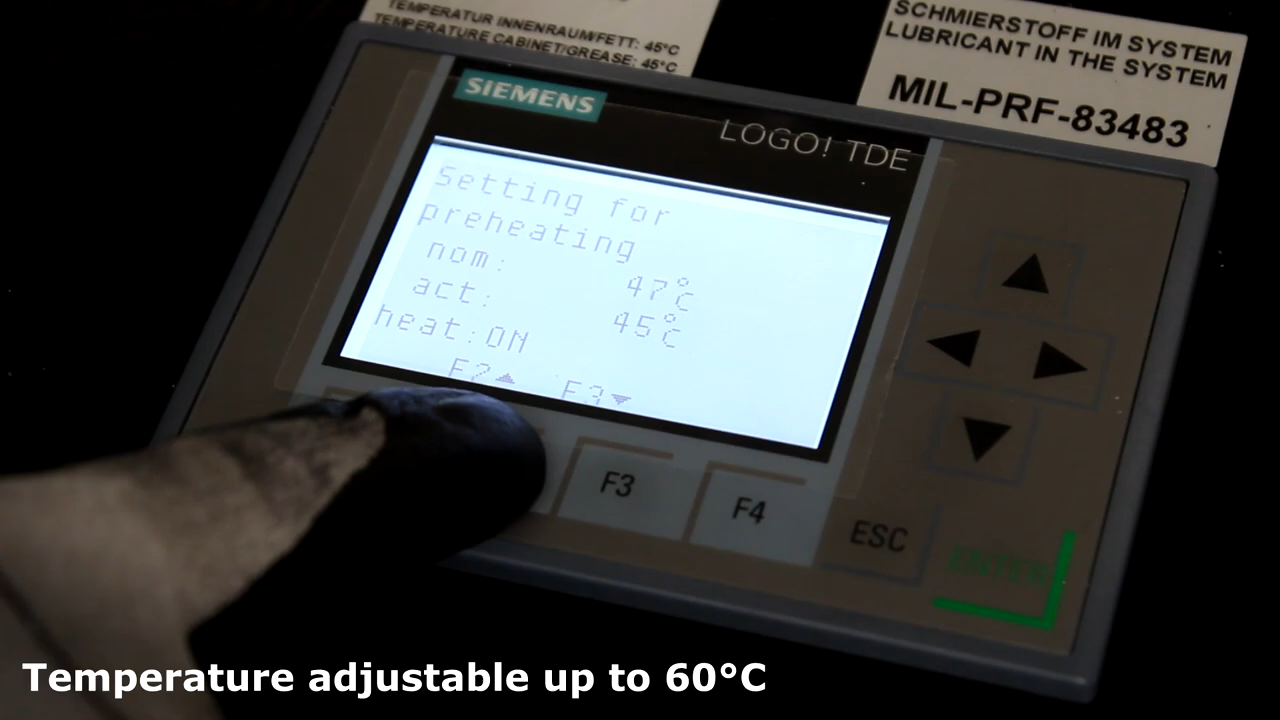 TEMPERATUR INNENRAUM/FETT: 45°C
TEMPERATURE CABINET/GREASE: 45°C
SCHMIERSTOFF IM SYSTEM
LUBRICANT IN THE SYSTEM
MIL-PRF-83483
SIEMENS
LOGO! TDE
Setting for
preheating
nom: 47°C
act: 45°C
heat:ON
F2▲ F3▼
F3
F4
ESC
ENTER
Temperature adjustable up to 60°C